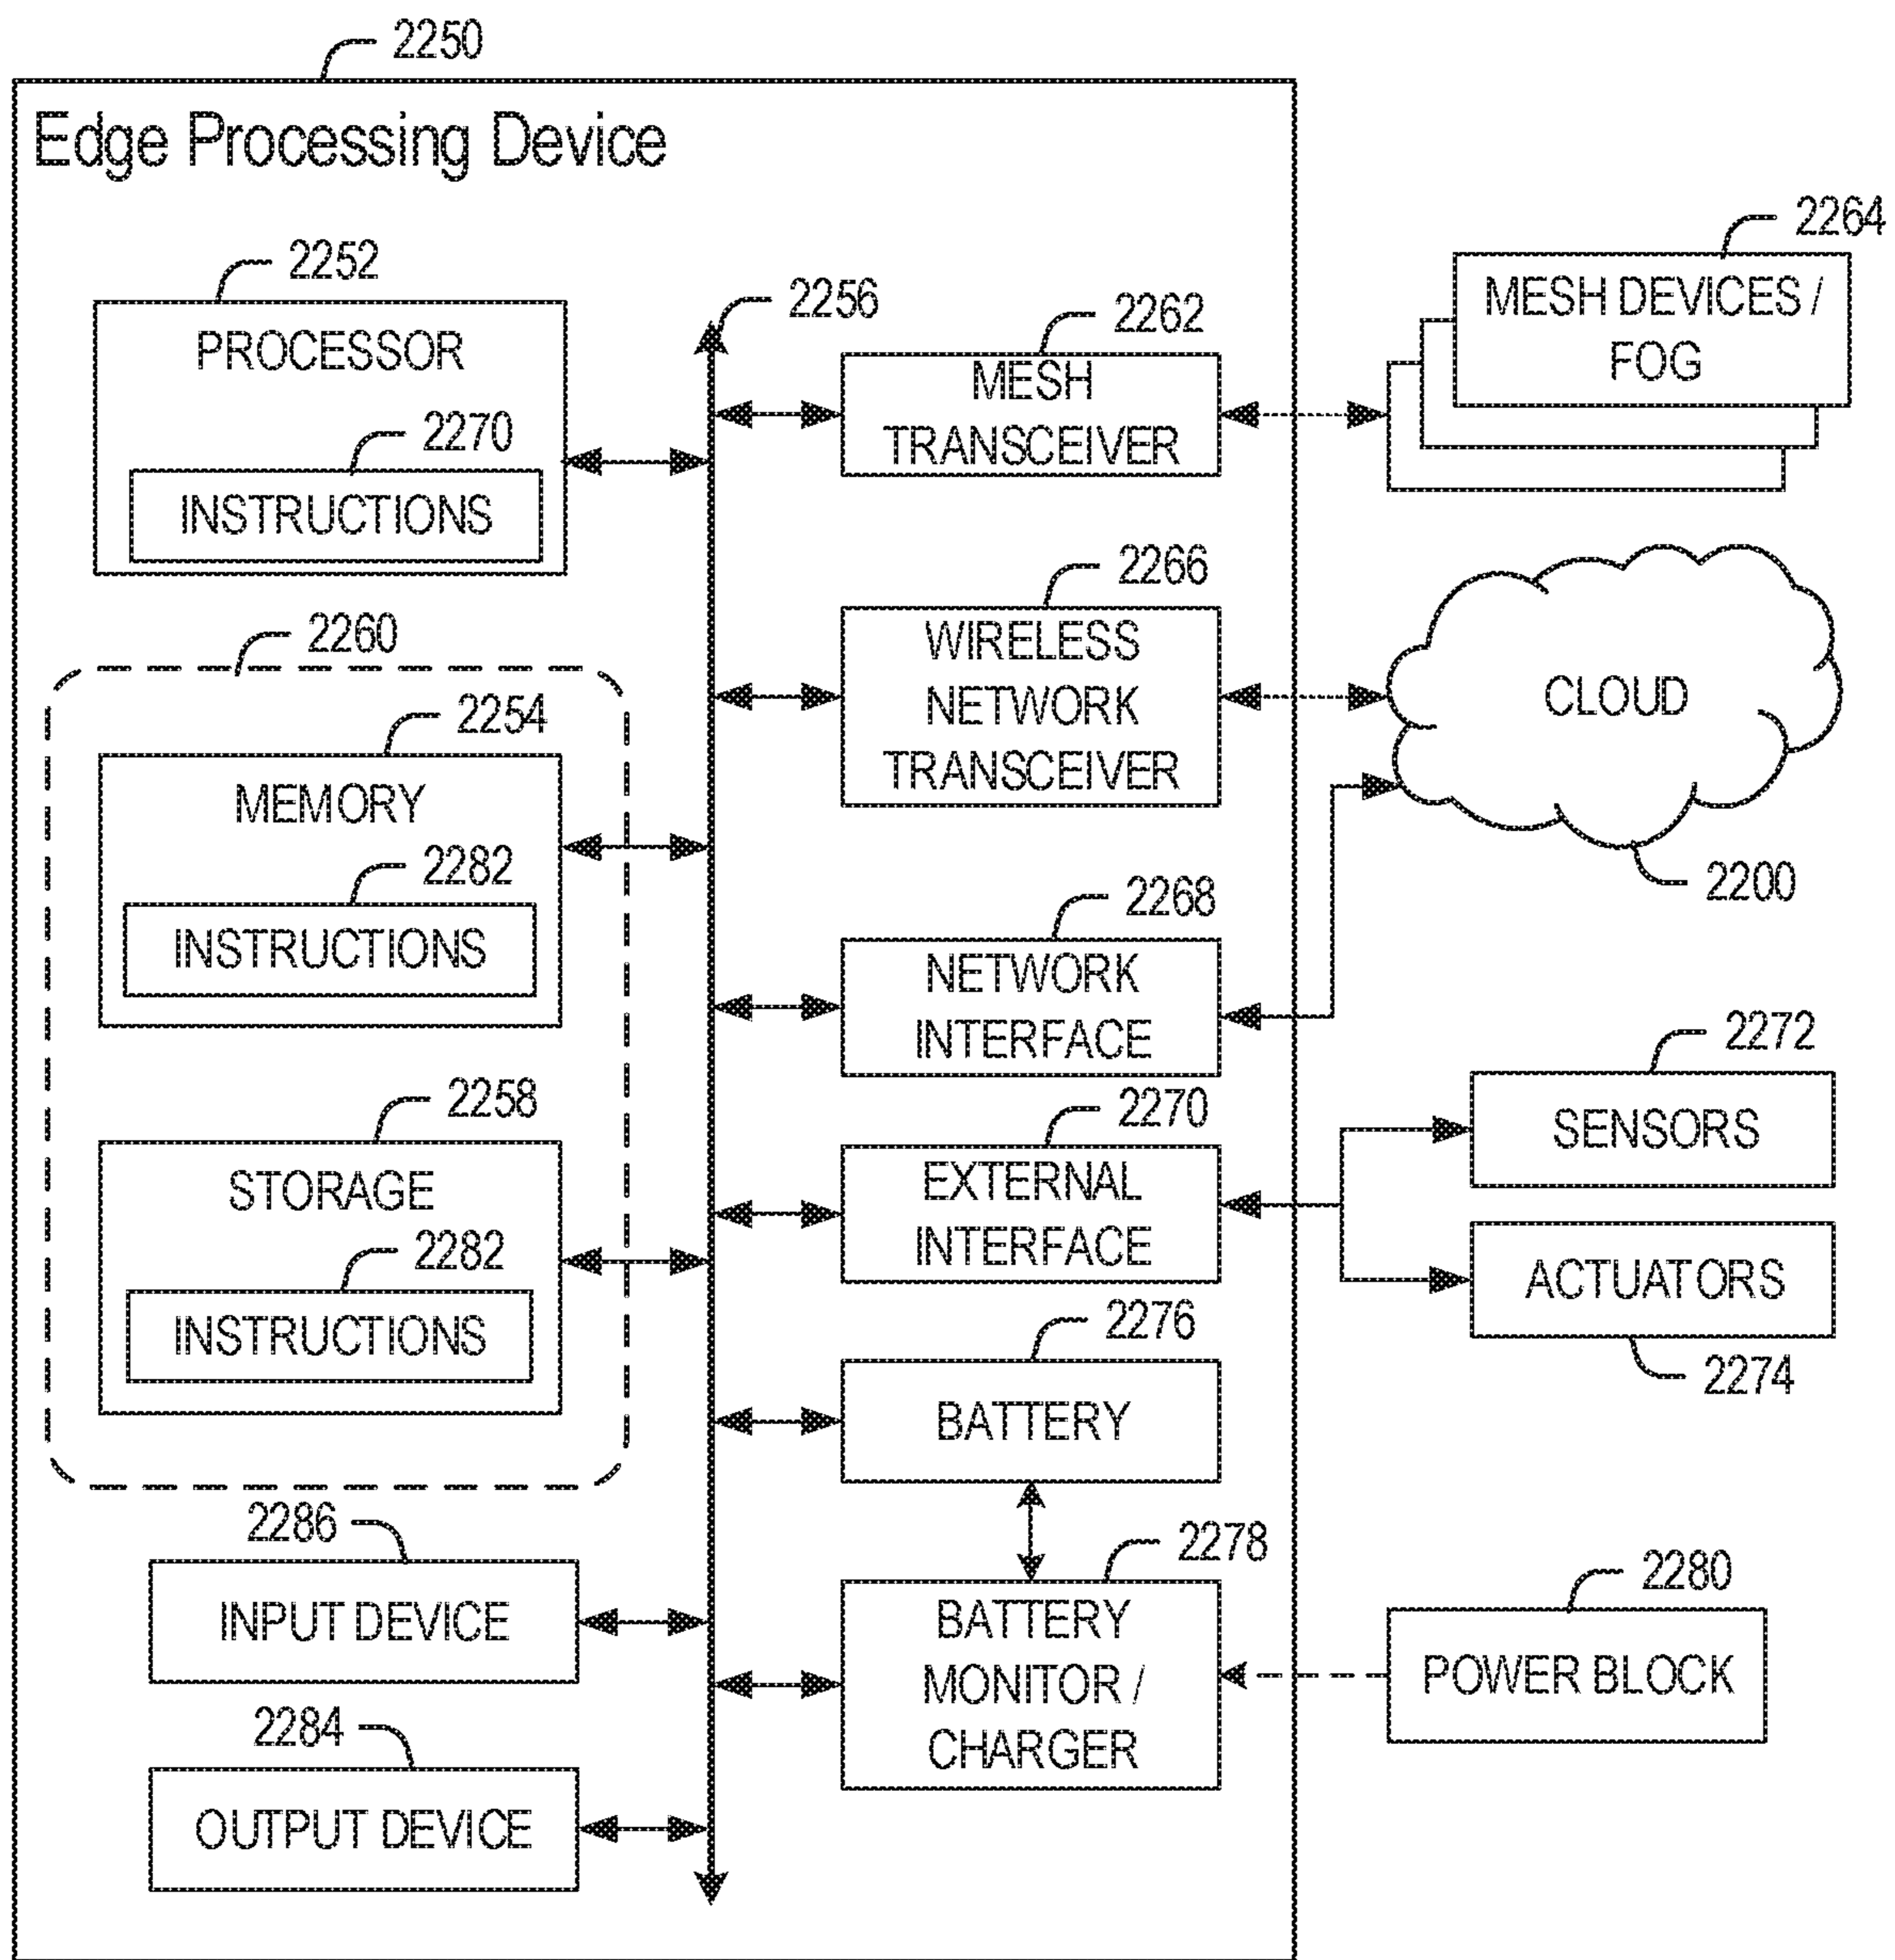 2250
Edge Processing Device
2252
PROCESSOR
2270
INSTRUCTIONS
2260
2254
MEMORY
2282
INSTRUCTIONS
2258
STORAGE
2282
INSTRUCTIONS
2286
INPUT DEVICE
2284
OUTPUT DEVICE
2256
2262
MESH
TRANSCEIVER
2266
WIRELESS
NETWORK
TRANSCEIVER
2268
NETWORK
INTERFACE
2270
EXTERNAL
INTERFACE
2276
BATTERY
2278
BATTERY
MONITOR /
CHARGER
2264
MESH DEVICES /
FOG
CLOUD
2200
2272
SENSORS
ACTUATORS
2274
2280
POWER BLOCK